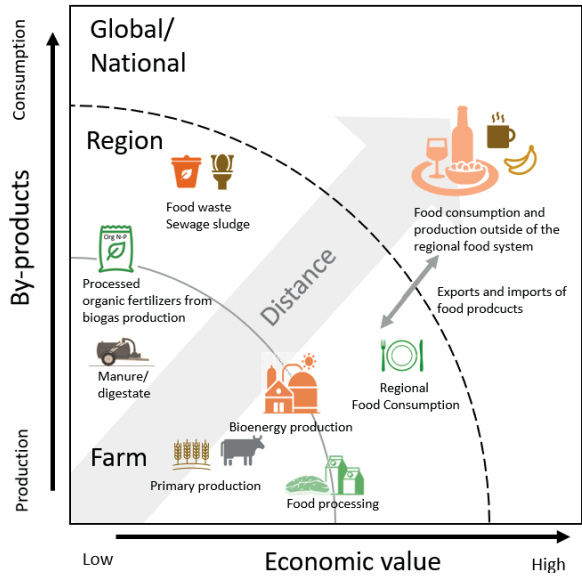 Global/
National
Region
Food waste
Sewage sludge
Org N-P
Processed
organic fertilizers from
biogas production
Manure/
digestate
Farm
Primary production
Bioenergy production
Food processing
Distance
Food consumption and
production outside of the
regional food system
Exports and imports of
food prodcucts
Regional
Food Consumption
Consumption
By-products
Production
Low
Economic value
High